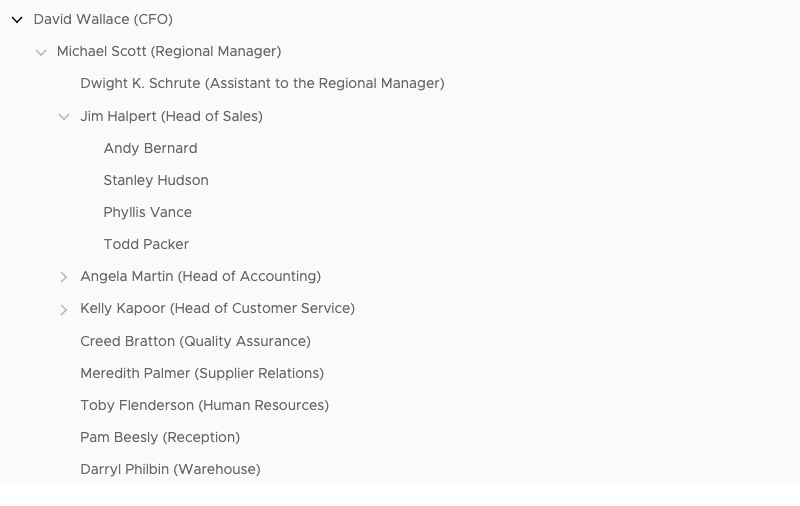 David Wallace (CFO)
Michael Scott (Regional Manager)
Dwight K. Schrute (Assistant to the Regional Manager)
Jim Halpert (Head of Sales)
Andy Bernard
Stanley Hudson
Phyllis Vance
Todd Packer
Angela Martin (Head of Accounting)
Kelly Kapoor (Head of Customer Service)
Creed Bratton (Quality Assurance)
Meredith Palmer (Supplier Relations)
Toby Flenderson (Human Resources)
Pam Beesly (Reception)
Darryl Philbin (Warehouse)